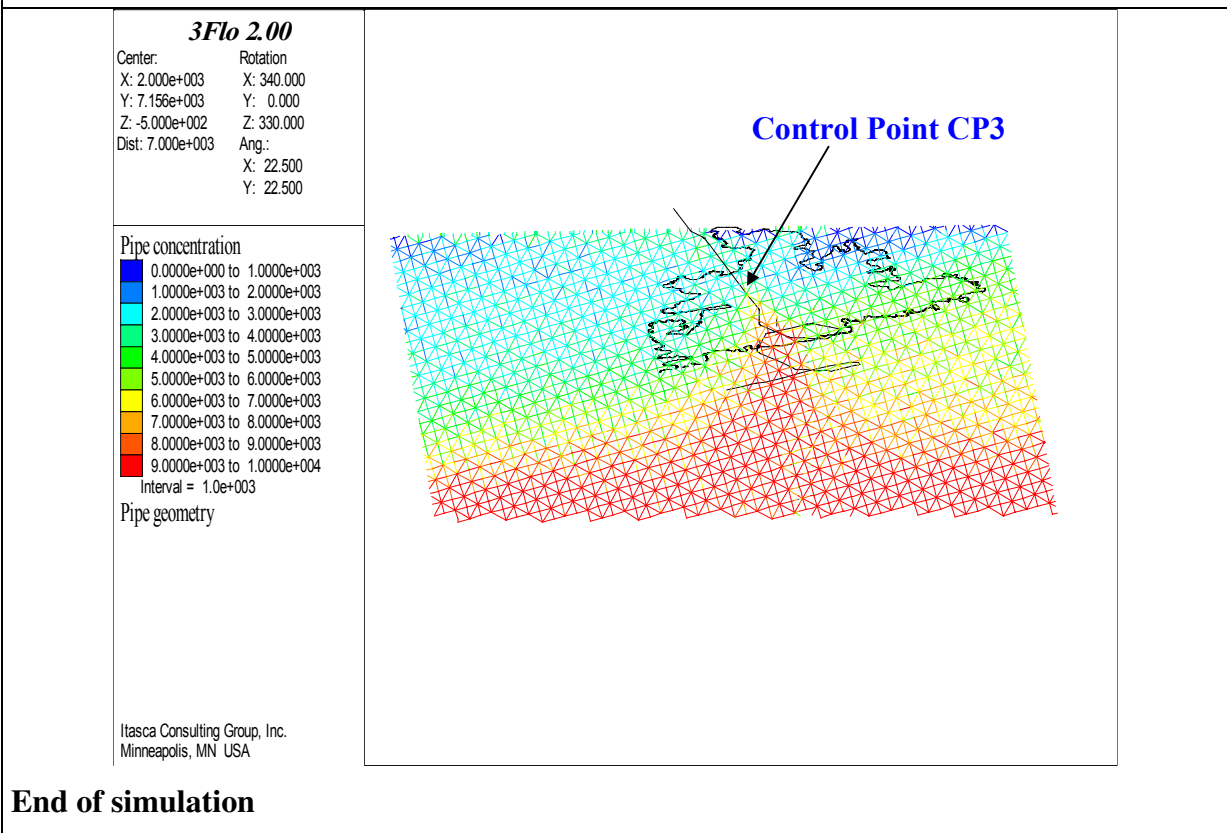 3Flo 2.00
Center: Rotation
X: 2.000e+003 X: 340.000
Y: 7.156e+003 Y: 0.000
Z: -5.000e+002 Z: 330.000
Dist: 7.000e+003 Ang.:
X: 22.500
Y: 22.500
Pipe concentration
0.0000e+000 to 1.0000e+003
1.0000e+003 to 2.0000e+003
2.0000e+003 to 3.0000e+003
3.0000e+003 to 4.0000e+003
4.0000e+003 to 5.0000e+003
5.0000e+003 to 6.0000e+003
6.0000e+003 to 7.0000e+003
7.0000e+003 to 8.0000e+003
8.0000e+003 to 9.0000e+003
9.0000e+003 to 1.0000e+004
Interval = 1.0e+003
Pipe geometry
Itasca Consulting Group, Inc.
Minneapolis, MN USA
Control Point CP3
End of simulation